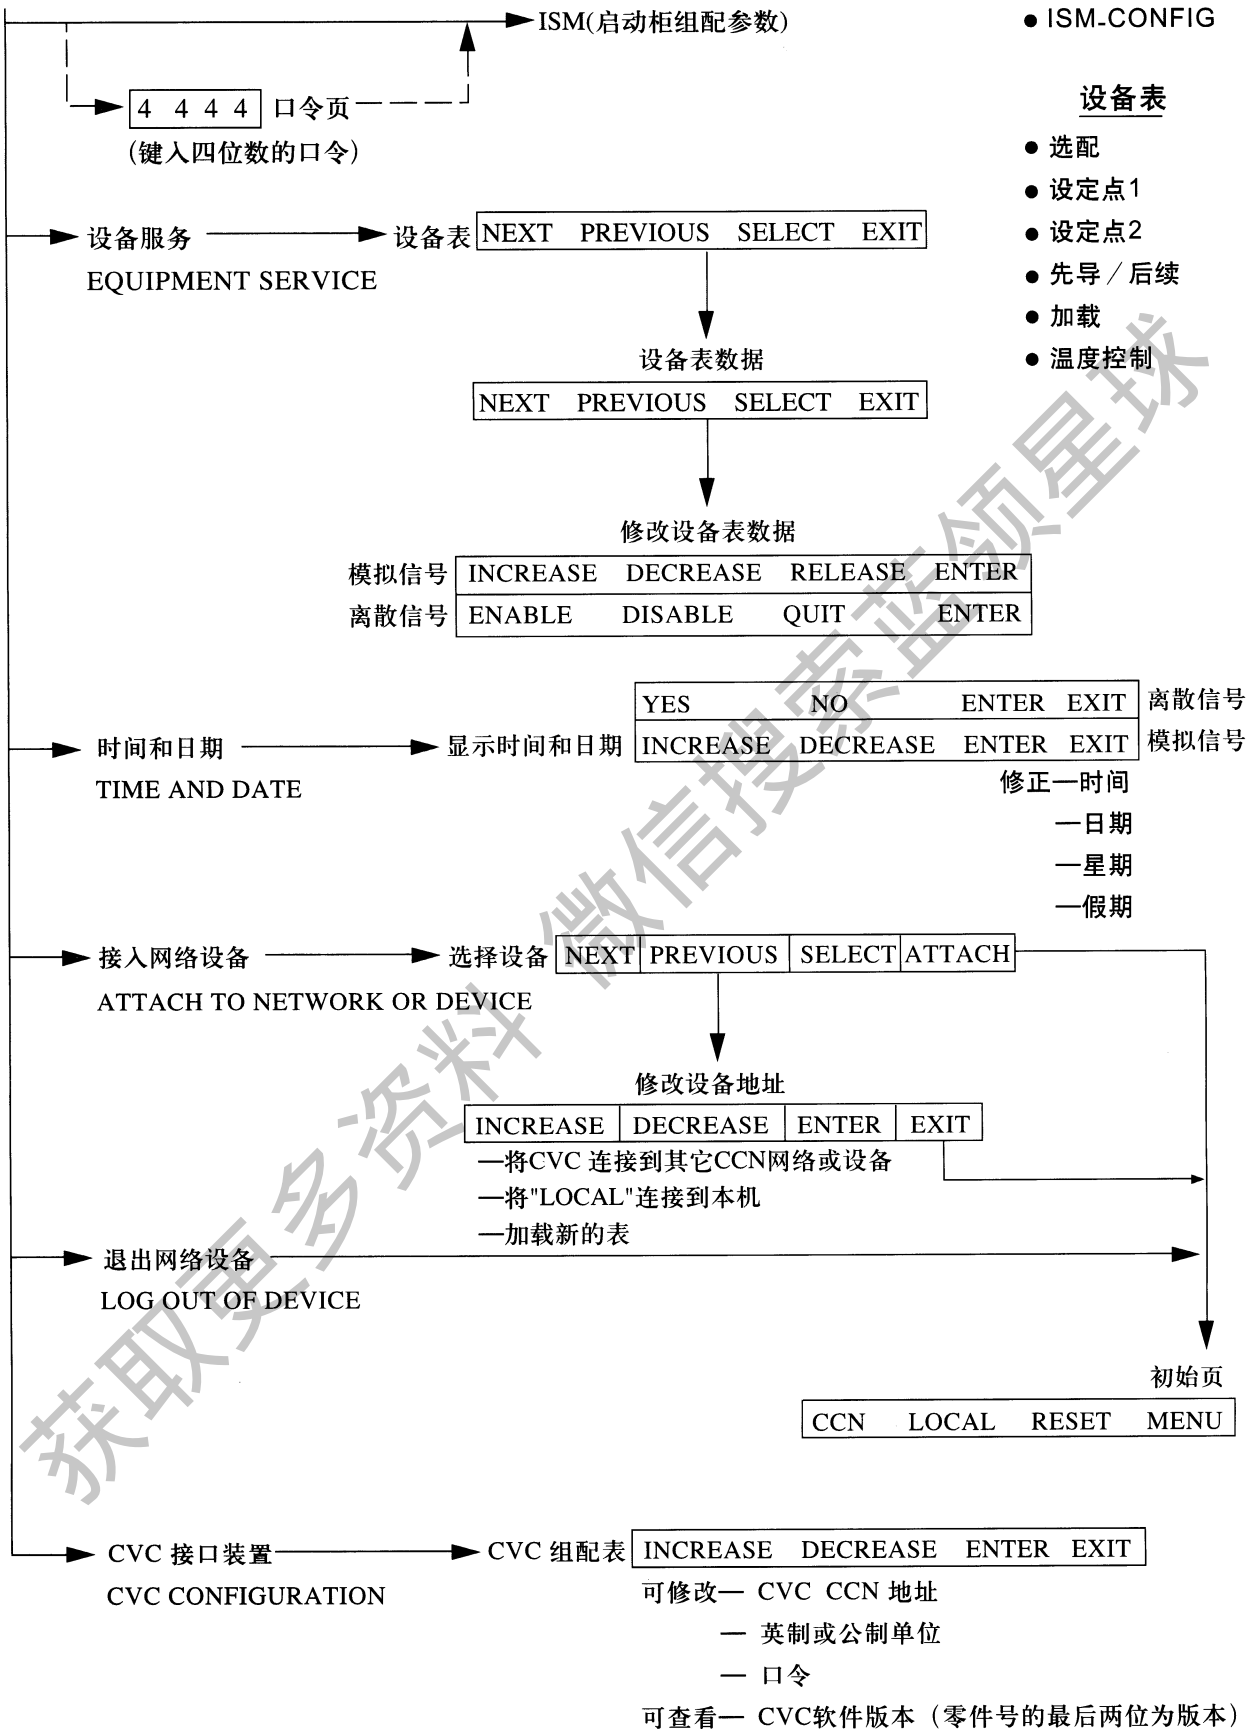 ISM(启动柜组配参数)
● ISM-CONFIG
4 4 4 4 口令页
(键入四位数的口令)
设备表
● 选配
● 设定点1
● 设定点2
● 先导／后续
● 加载
● 温度控制
设备服务 设备表 NEXT PREVIOUS SELECT EXIT
EQUIPMENT SERVICE
设备表数据
NEXT PREVIOUS SELECT EXIT
修改设备表数据
模拟信号 INCREASE DECREASE RELEASE ENTER
离散信号 ENABLE DISABLE QUIT ENTER
YES NO ENTER EXIT 离散信号
时间和日期 显示时间和日期 INCREASE DECREASE ENTER EXIT 模拟信号
TIME AND DATE
修正—时间
—日期
—星期
—假期
接入网络设备 选择设备 NEXT PREVIOUS SELECT ATTACH
ATTACH TO NETWORK OR DEVICE
修改设备地址
INCREASE DECREASE ENTER EXIT
—将CVC 连接到其它CCN网络或设备
—将"LOCAL"连接到本机
—加载新的表
退出网络设备
LOG OUT OF DEVICE
初始页
CCN LOCAL RESET MENU
CVC 接口装置 CVC 组配表 INCREASE DECREASE ENTER EXIT
CVC CONFIGURATION
可修改— CVC CCN 地址
— 英制或公制单位
— 口令
可查看— CVC软件版本（零件号的最后两位为版本）
获取更多资料 微信搜索蓝领星球